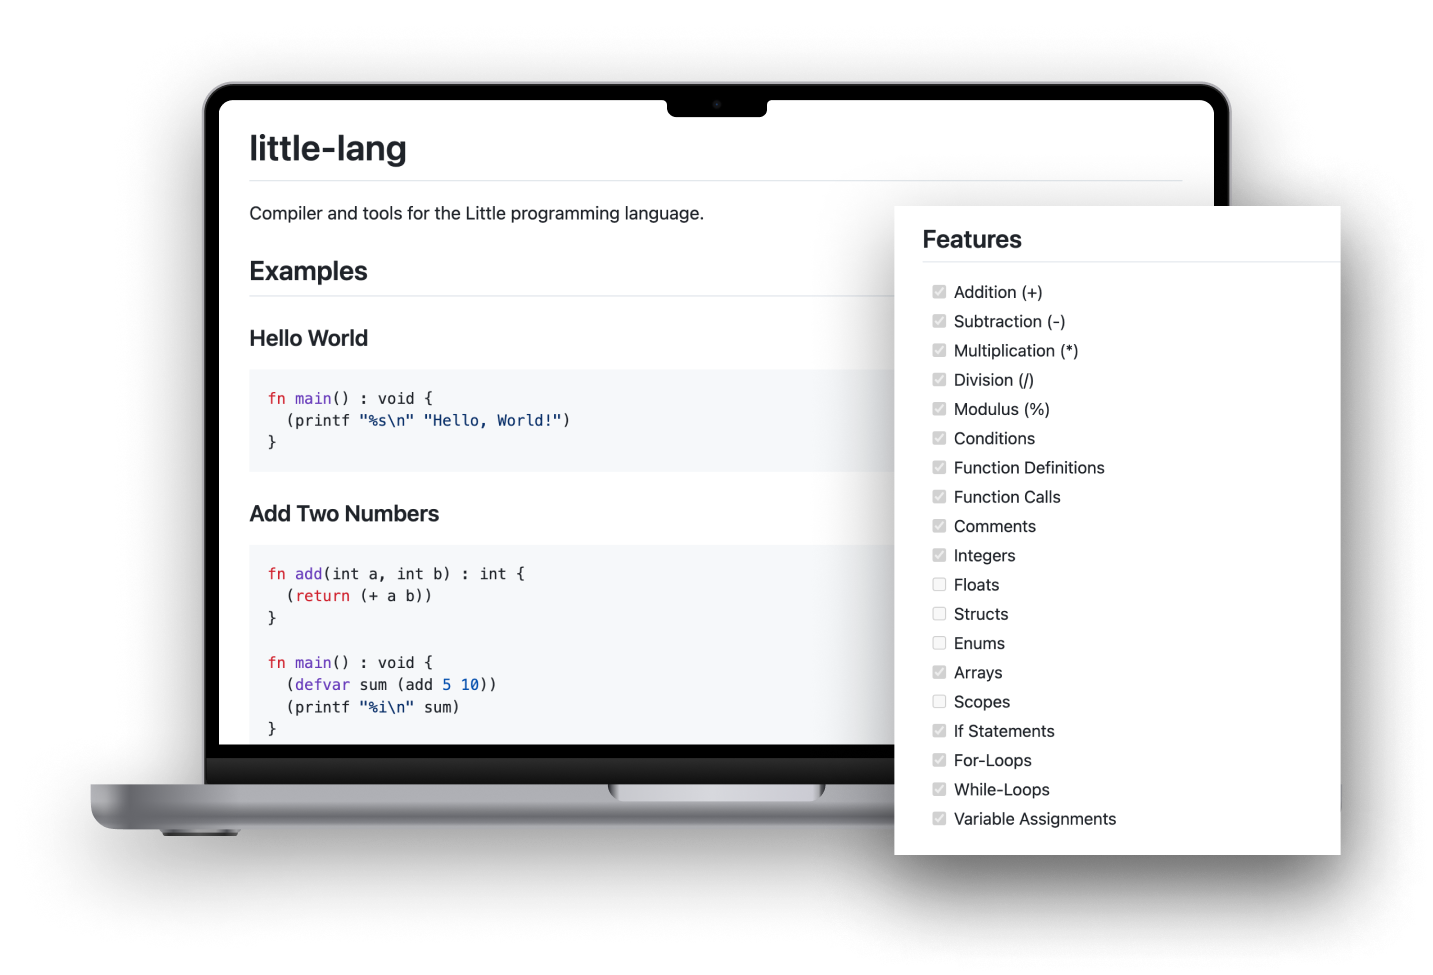 little-lang
Compiler and tools for the Little programming language.
Examples
Hello World
fn main() : void {
  (printf "%s\n" "Hello, World!")
}
Add Two Numbers
fn add(int a, int b) : int {
  (return (+ a b))
}
fn main() : void {
  (defvar sum (add 5 10))
  (printf "%i\n" sum)
}
Features
Addition (+)
Subtraction (-)
Multiplication (*)
Division (/)
Modulus (%)
Conditions
Function Definitions
Function Calls
Comments
Integers
Floats
Structs
Enums
Arrays
Scopes
If Statements
For-Loops
While-Loops
Variable Assignments